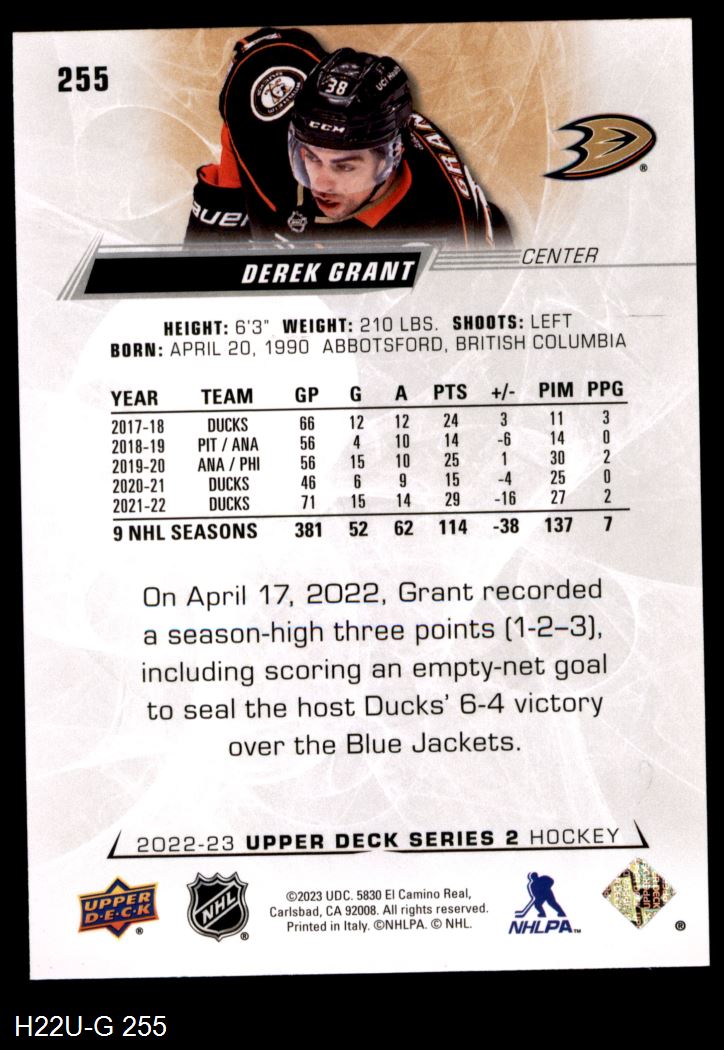 255
38
UCI Health
CCM
GRAN
auer
DEREK GRANT
CENTER
HEIGHT: 6'3" WEIGHT: 210 LBS. SHOOTS: LEFT
BORN: APRIL 20, 1990 ABBOTSFORD, BRITISH COLUMBIA
YEAR TEAM GP G A PTS +/- PIM PPG
2017-18 DUCKS 66 12 12 24 3 11 3
2018-19 PIT / ANA 56 4 10 14 -6 14 0
2019-20 ANA / PHI 56 15 10 25 1 30 2
2020-21 DUCKS 46 6 9 15 -4 25 0
2021-22 DUCKS 71 15 14 29 -16 27 2
9 NHL SEASONS 381 52 62 114 -38 137 7
On April 17, 2022, Grant recorded
a season-high three points (1-2–3),
including scoring an empty-net goal
to seal the host Ducks' 6-4 victory
over the Blue Jackets.
2022-23 UPPER DECK SERIES 2 HOCKEY
UPPER
D•E•C•K
®
NHL
®
©2023 UDC. 5830 El Camino Real,
Carlsbad, CA 92008. All rights reserved.
Printed in Italy. ©NHLPA. © NHL.
NHLPA™
®
H22U-G 255